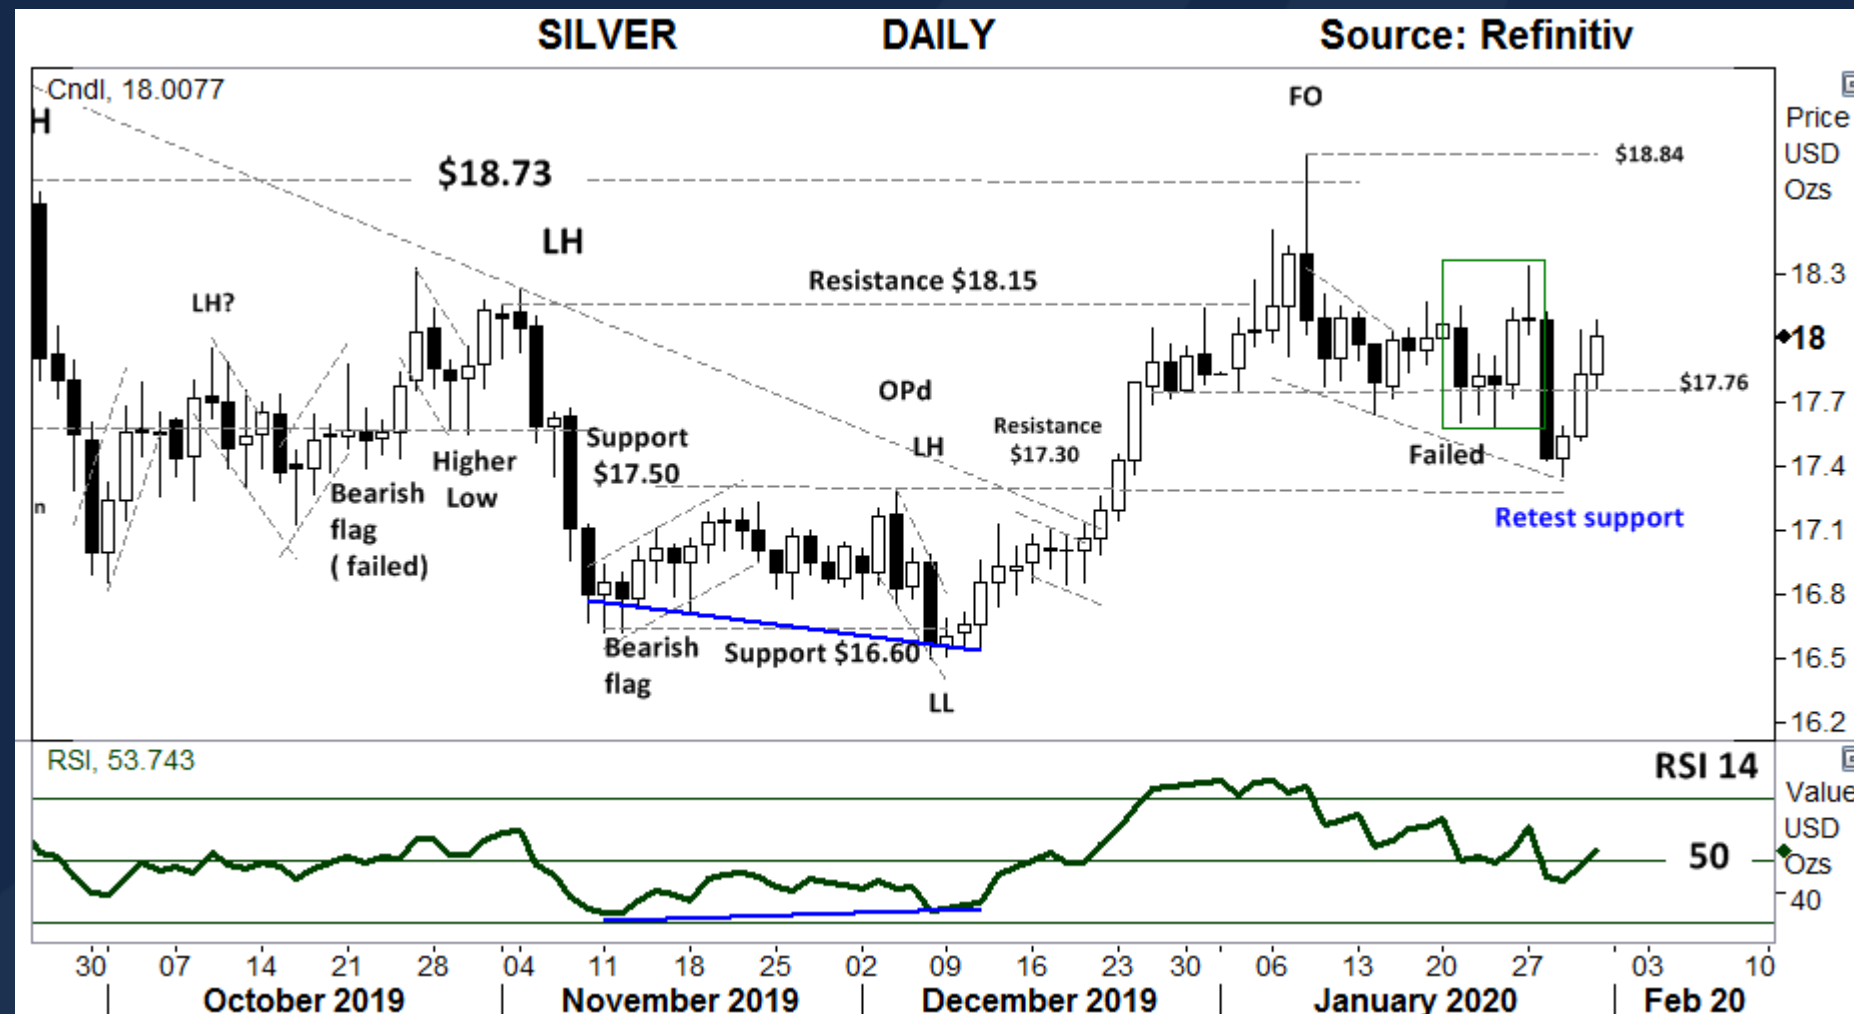 SILVER DAILY Source: Refinitiv
Cndl, 18.0077
H
FO
Price
USD
Ozs
$18.84
$18.73
LH
Resistance $18.15
LH?
18.3
18
$17.76
17.7
OPd
LH
Resistance
$17.30
Support
$17.50
Higher
Low
Bearish
flag
( failed)
n
Failed
17.4
Retest support
17.1
16.8
Bearish
flag
Support $16.60
LL
16.5
16.2
RSI, 53.743
RSI 14
Value
USD
Ozs
50
40
30 07 14 21 28 04 11 18 25 02 09 16 23 30 06 13 20 27 03 10
October 2019 November 2019 December 2019 January 2020 Feb 20